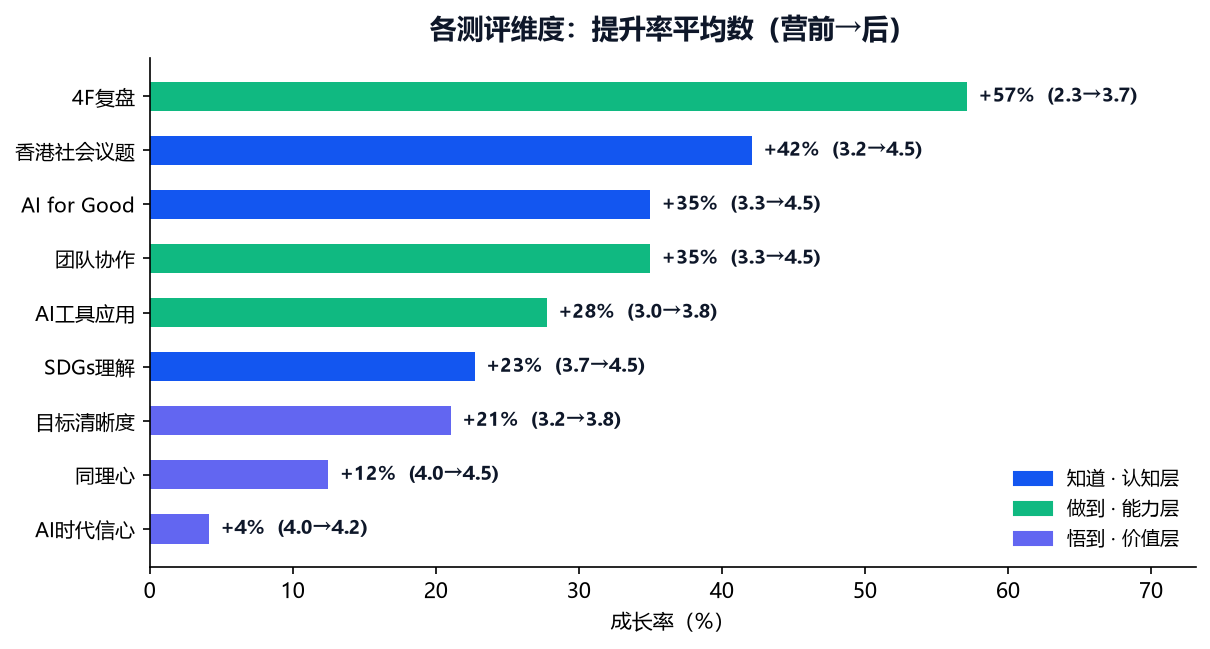 各测评维度：提升率平均数（营前→后）
4F复盘 +57% (2.3→3.7)
香港社会议题 +42% (3.2→4.5)
AI for Good +35% (3.3→4.5)
团队协作 +35% (3.3→4.5)
AI工具应用 +28% (3.0→3.8)
SDGs理解 +23% (3.7→4.5)
目标清晰度 +21% (3.2→3.8)
同理心 +12% (4.0→4.5)
AI时代信心 +4% (4.0→4.2)
知道 · 认知层
做到 · 能力层
悟到 · 价值层
0 10 20 30 40 50 60 70
成长率（%）